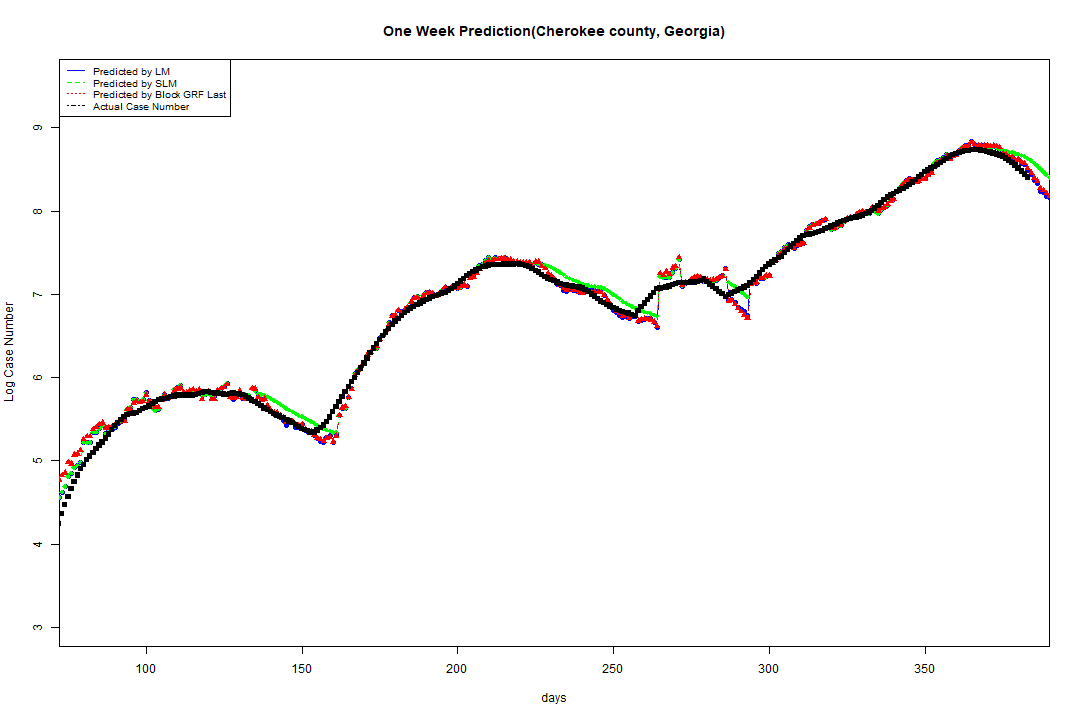 One Week Prediction(Cherokee county, Georgia)
Predicted by LM
Predicted by SLM
Predicted by Block GRF Last
Actual Case Number
9
8
7
6
5
4
3
Log Case Number
100 150 200 250 300 350
days